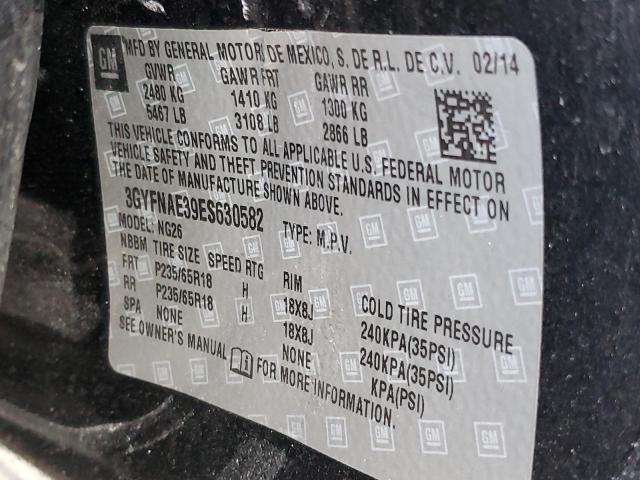 GM MFD BY GENERAL MOTORS DE MEXICO, S. DE R.L. DE C.V. 02/14
GVWR GAWR FRT GAWR RR
2480 KG 1410 KG 1300 KG
5467 LB 3108 LB 2866 LB
THIS VEHICLE CONFORMS TO ALL APPLICABLE U.S. FEDERAL MOTOR
VEHICLE SAFETY AND THEFT PREVENTION STANDARDS IN EFFECT ON
THE DATE OF MANUFACTURE SHOWN ABOVE.
3GYFNAE39ES630582 TYPE: M.P.V.
MODEL: NG26
NBBM TIRE SIZE SPEED RTG RIM COLD TIRE PRESSURE
FRT P235/65R18 H 18X8J 240KPA(35PSI)
RR P235/65R18 H 18X8J 240KPA(35PSI)
SPA NONE NONE KPA(PSI)
SEE OWNER'S MANUAL FOR MORE INFORMATION.